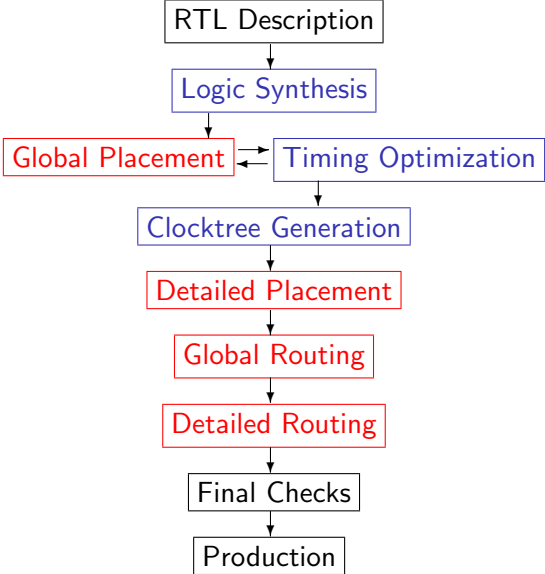 RTL Description
Logic Synthesis
Global Placement
Timing Optimization
Clocktree Generation
Detailed Placement
Global Routing
Detailed Routing
Final Checks
Production